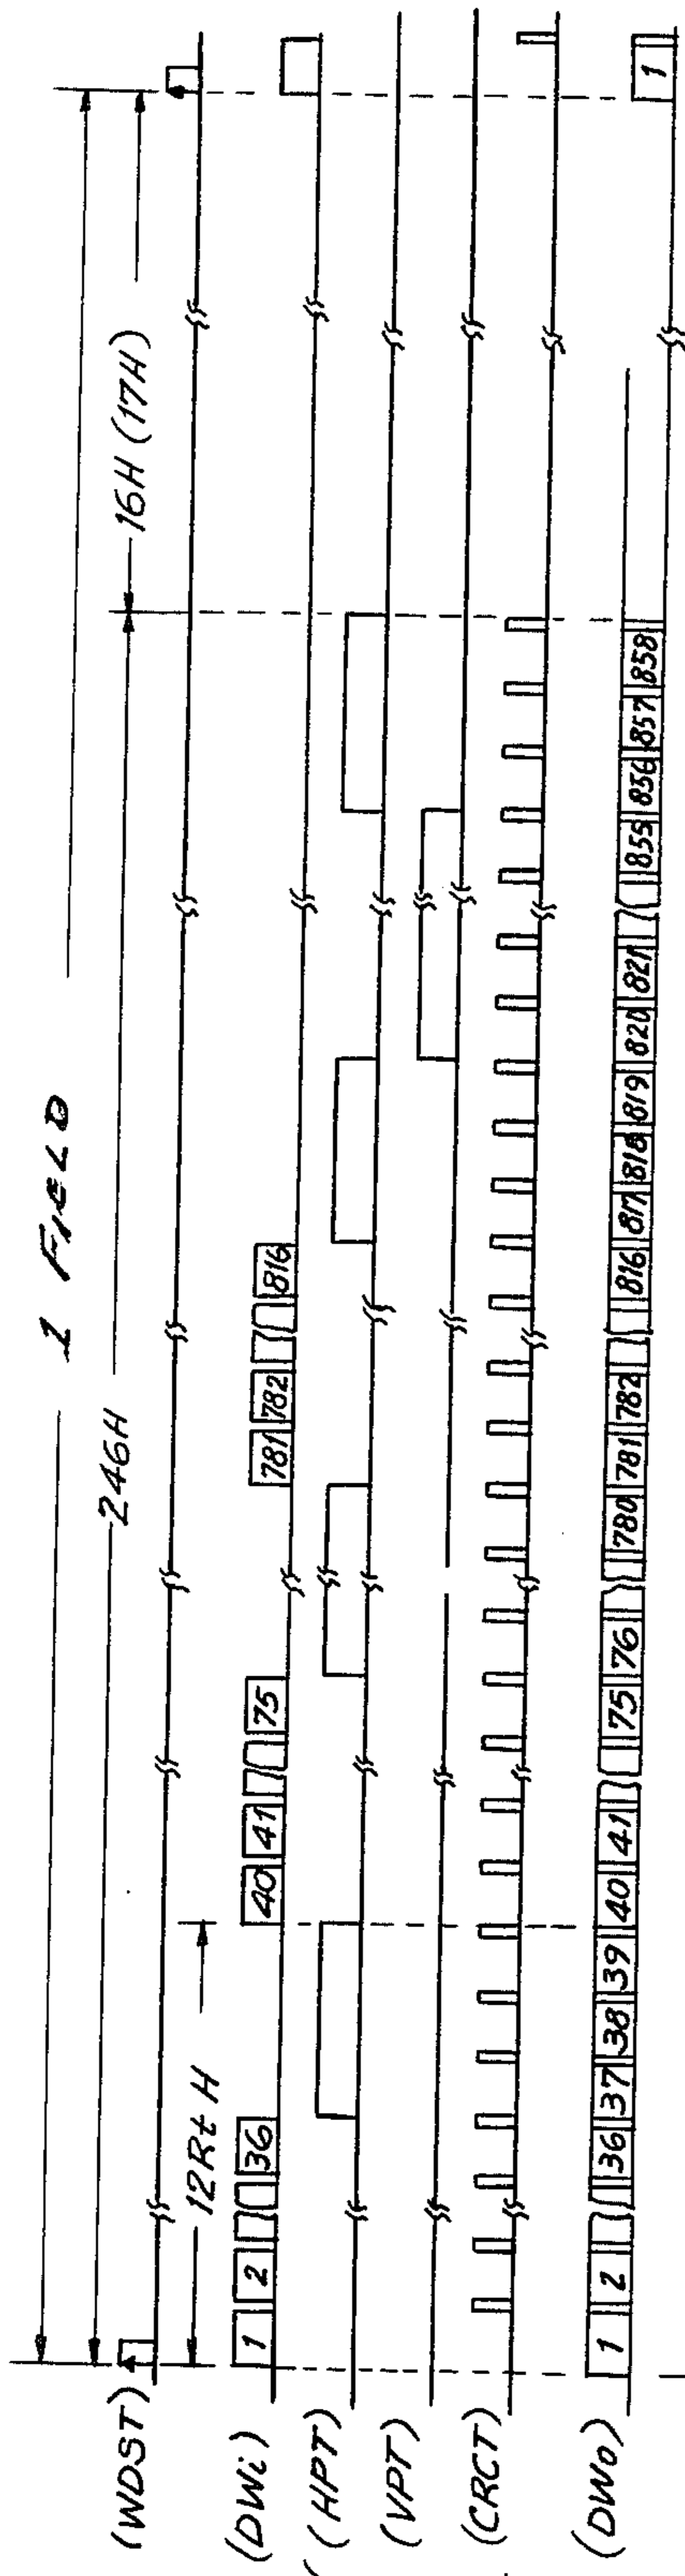 1 FIELD
246H 16H (17H)
(WDST)
12Rt H
(DWi) 1 2 36 40 41 75 781 782 816
(HPT)
(VPT)
(CRCT)
(DWo) 1 2 36 37 38 39 40 41 75 76 780 781 782 816 817 818 819 820 821 855 856 857 858 1